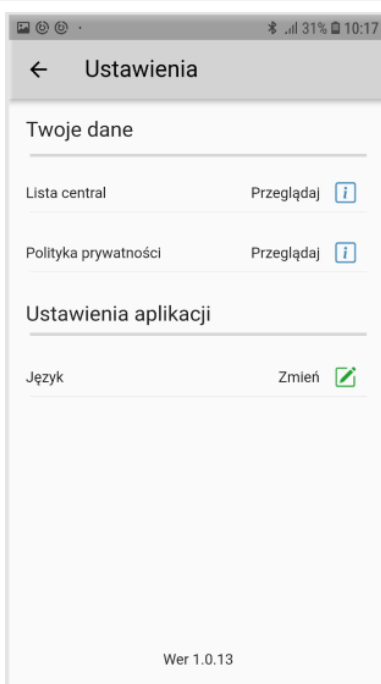 31% 10:17
Ustawienia
Twoje dane
Lista central Przeglądaj
Polityka prywatności Przeglądaj
Ustawienia aplikacji
Język Zmień
Wer 1.0.13